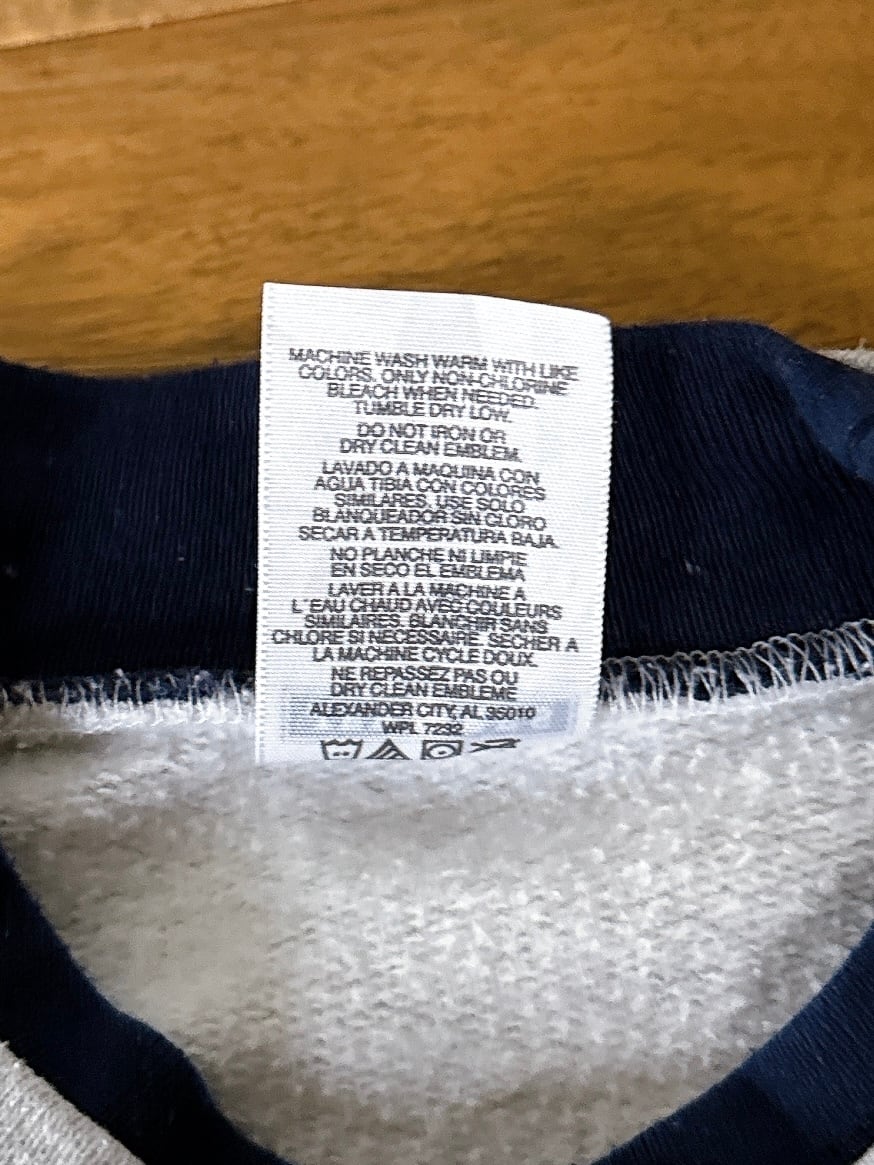 MACHINE WASH WARM WITH LIKE
COLORS. ONLY NON-CHLORINE
BLEACH WHEN NEEDED.
TUMBLE DRY LOW.
DO NOT IRON OR
DRY CLEAN EMBLEM.
LAVADO A MAQUINA CON
AGUA TIBIA CON COLORES
SIMILARES. USE SOLO
BLANQUEADOR SIN CLORO
SECAR A TEMPERATURA BAJA.
NO PLANCHE NI LIMPIE
EN SECO EL EMBLEMA
LAVER A LA MACHINE A
L'EAU CHAUD AVEC COULEURS
SIMILAIRES. BLANCHIR SANS
CHLORE SI NECESSAIRE. SECHER A
LA MACHINE CYCLE DOUX.
NE REPASSEZ PAS OU
DRY CLEAN EMBLEME
ALEXANDER CITY, AL 35010
WPL 7232